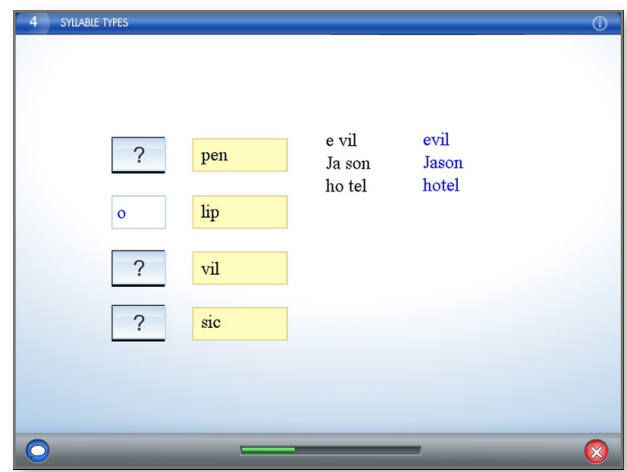 4 SYLLABLE TYPES
? pen
o lip
? vil
? sic
e vil evil
Ja son Jason
ho tel hotel